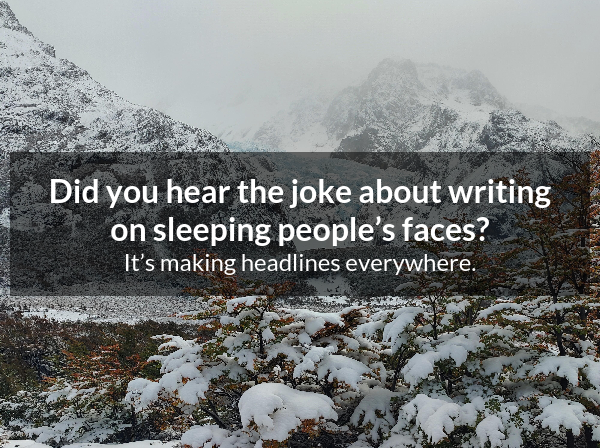 Did you hear the joke about writing
on sleeping people’s faces?
It’s making headlines everywhere.